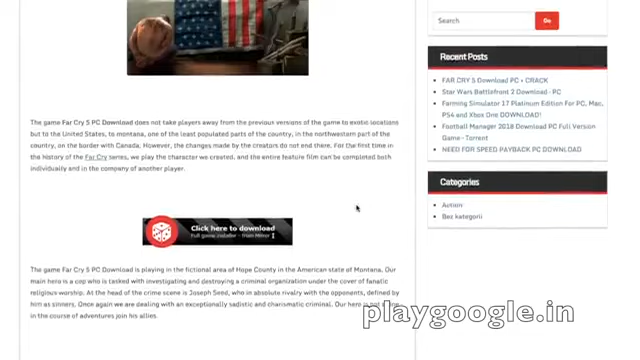 The game Far Cry 5 PC Download does not take players away from the previous versions of the game to exotic locations
but to the United States, to montana, one of the least populated parts of the country, in the northwestern part of the
country, on the border with Canada, However, the changes made by the creators do not end there. For the first time in
the history of the Far Cry series, we play the character we created, and the entire feature film can be completed both
individually and in the company of another player.
Click here to download
Full game installer - from Mirror 1
The game Far Cry 5 PC Download is playing in the fictional area of Hope County in the American state of Montana. Our
main hero is a cop who is tasked with investigating and destroying a criminal organization under the cover of fanatic
religious worship. At the head of the crime scene is Joseph Seed, who in absolute rivalry with the opponents, defined by
him as sinners. Once again we are dealing with an exceptionally sadistic and charismatic criminal. Our hero is not alone
in the course of adventures join his allies.
Search
Go
Recent Posts
FAR CRY 5 Download PC + CRACK
Star Wars Battlefront 2 Download - PC
Farming Simulator 17 Platinum Edition For PC, Mac,
PS4 and Xbox One DOWNLOAD!
Football Manager 2018 Download PC Full Version
Game-Torrent
NEED FOR SPEED PAYBACK PC DOWNLOAD
Categories
Action
Bez kategorii
playgoogle.in